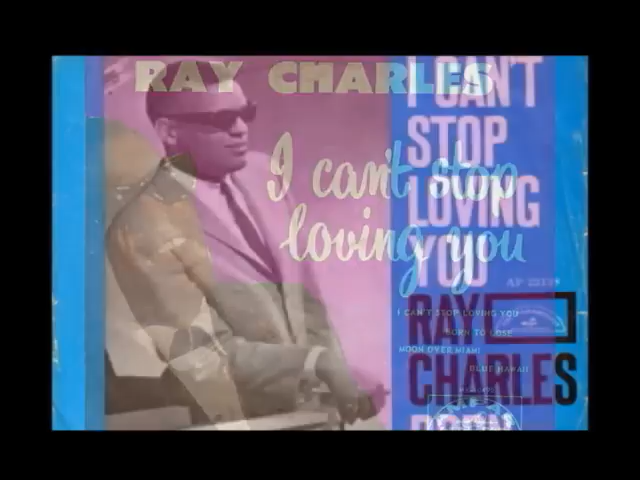 RAY CHARLES
I can't stop
loving you
I CAN'T
STOP
LOVING
YOU
RAY
CHARLES
BORN
I CAN'T STOP LOVING YOU
BORN TO LOSE
MOON OVER MIAMI
BLUE HAWAII